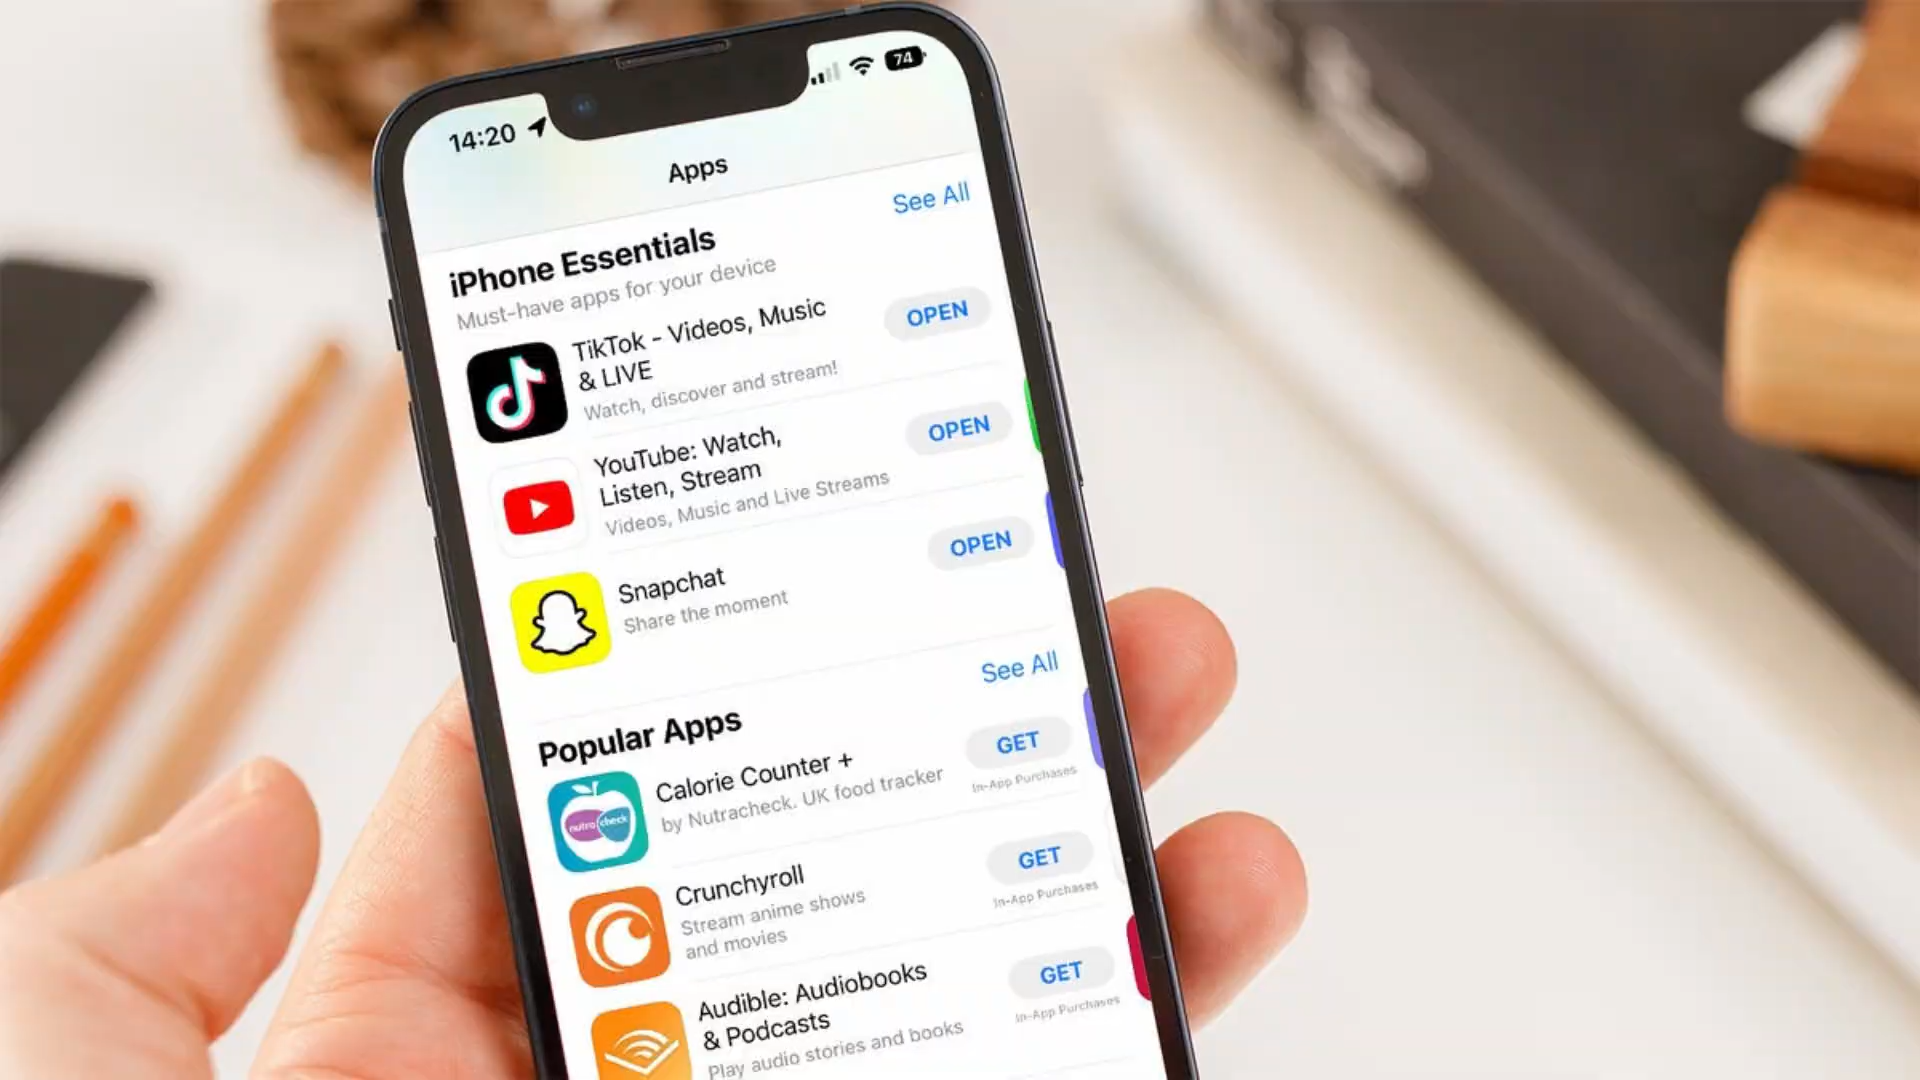 14:20
74
Apps
See All
iPhone Essentials
Must-have apps for your device
TikTok - Videos, Music
& LIVE
Watch, discover and stream!
OPEN
YouTube: Watch,
Listen, Stream
Videos, Music and Live Streams
OPEN
Snapchat
Share the moment
OPEN
See All
Popular Apps
nutra check
Calorie Counter +
by Nutracheck. UK food tracker
GET
In-App Purchases
Crunchyroll
Stream anime shows
and movies
GET
In-App Purchases
Audible: Audiobooks
& Podcasts
Play audio stories and books
GET
In-App Purchases